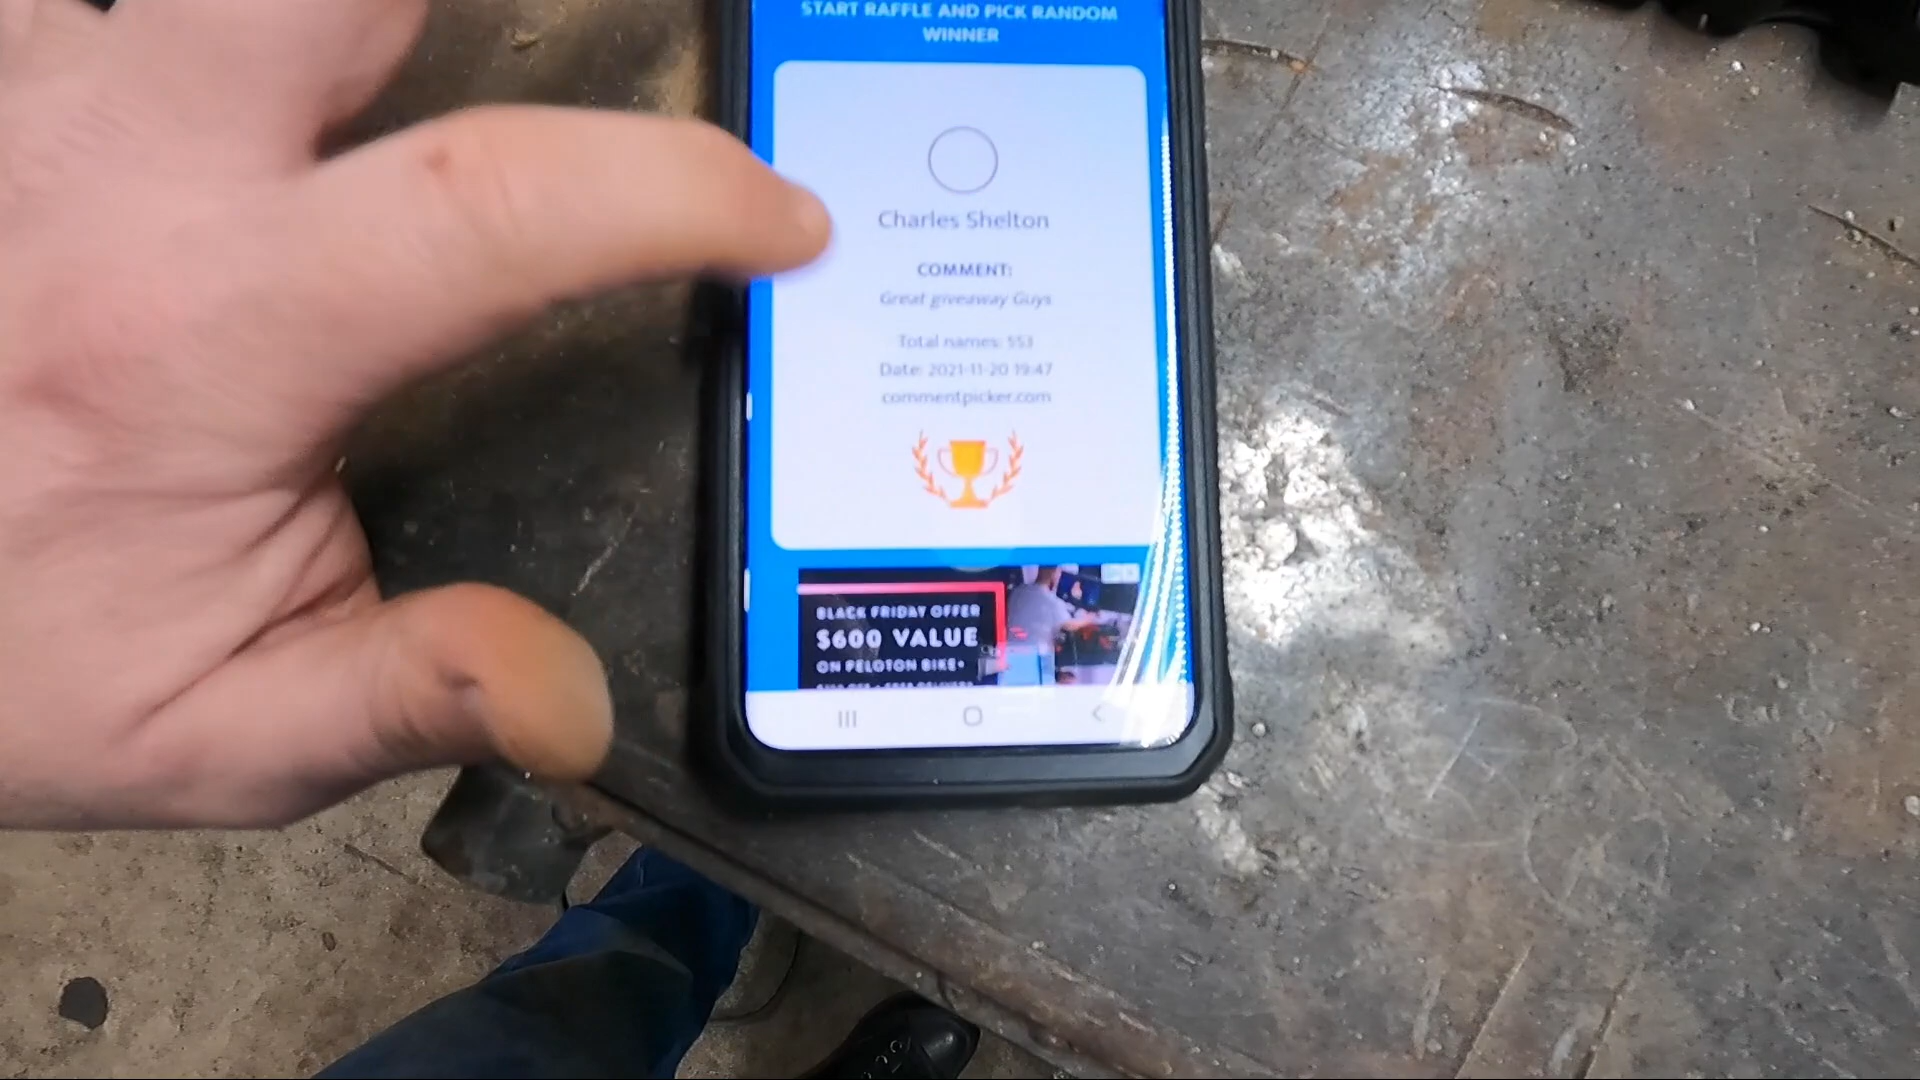 START RAFFLE AND PICK RANDOM
WINNER
Charles Shelton
COMMENT:
Great giveaway Guys
Total names: 553
Date: 2021-11-20 19:47
commentpicker.com
BLACK FRIDAY OFFER
$600 VALUE
ON PELOTON BIKE+